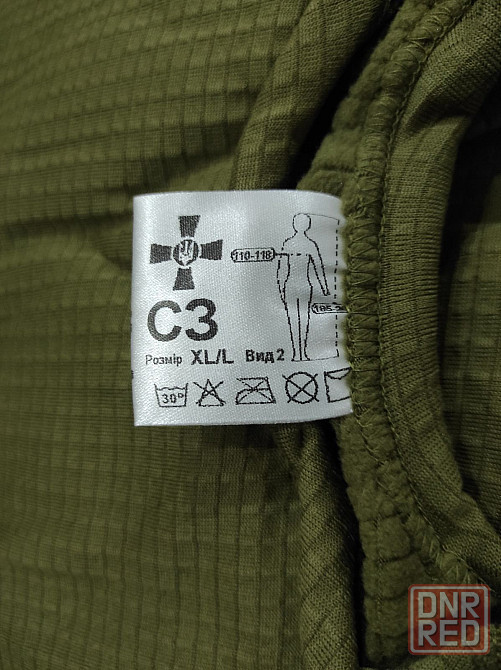 110-118
СЗ
Розмір XL/L Вид 2
30°
DNR
RED